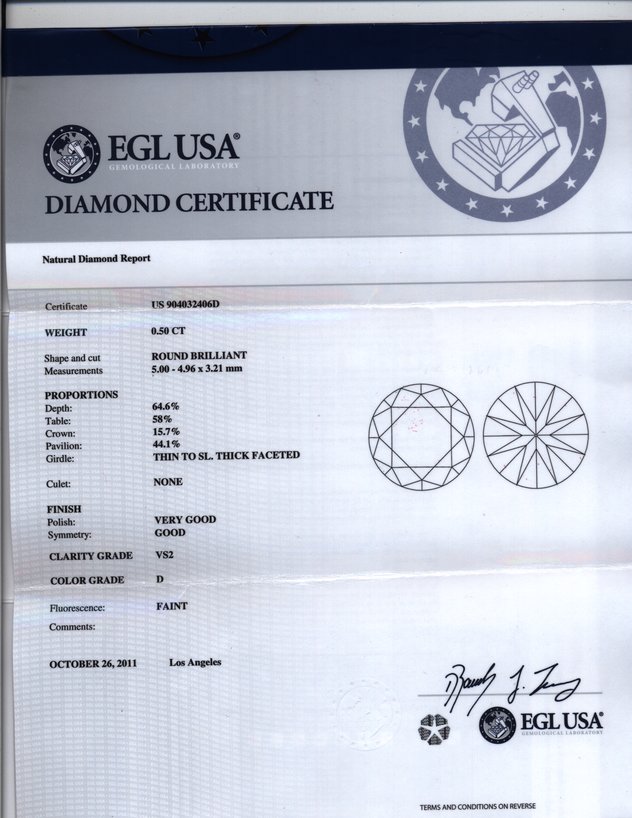 EGL USA®
GEMOLOGICAL LABORATORY
DIAMOND CERTIFICATE
Natural Diamond Report
Certificate US 904032406D
WEIGHT 0.50 CT
Shape and cut ROUND BRILLIANT
Measurements 5.00 - 4.96 x 3.21 mm
PROPORTIONS
Depth: 64.6%
Table: 58%
Crown: 15.7%
Pavilion: 44.1%
Girdle: THIN TO SL. THICK FACETED
Culet: NONE
FINISH
Polish: VERY GOOD
Symmetry: GOOD
CLARITY GRADE VS2
COLOR GRADE D
Fluorescence: FAINT
Comments:
OCTOBER 26, 2011 Los Angeles
EGL USA®
GEMOLOGICAL LABORATORY
TERMS AND CONDITIONS ON REVERSE